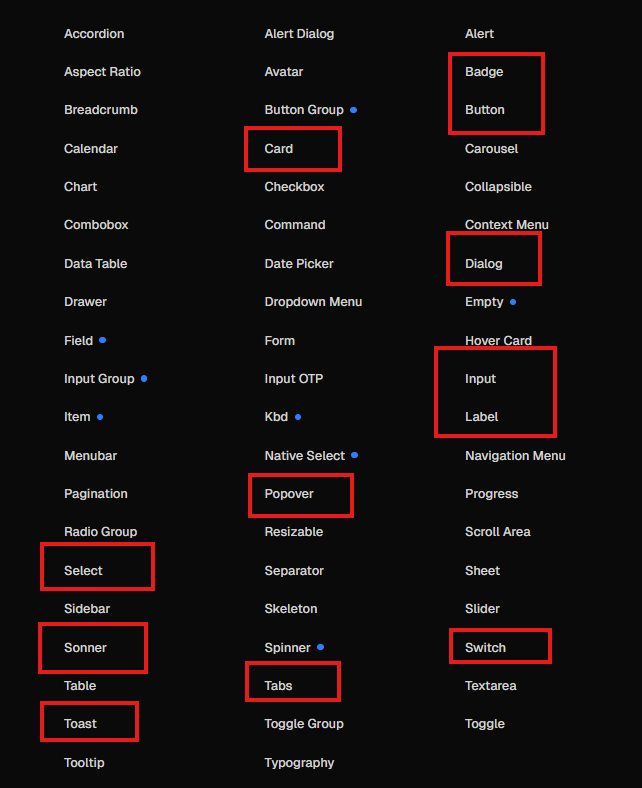 Accordion Alert Dialog Alert
Aspect Ratio Avatar Badge
Breadcrumb Button Group Button
Calendar Card Carousel
Chart Checkbox Collapsible
Combobox Command Context Menu
Data Table Date Picker Dialog
Drawer Dropdown Menu Empty
Field Form Hover Card
Input Group Input OTP Input
Item Kbd Label
Menubar Native Select Navigation Menu
Pagination Popover Progress
Radio Group Resizable Scroll Area
Select Separator Sheet
Sidebar Skeleton Slider
Sonner Spinner Switch
Table Tabs Textarea
Toast Toggle Group Toggle
Tooltip Typography